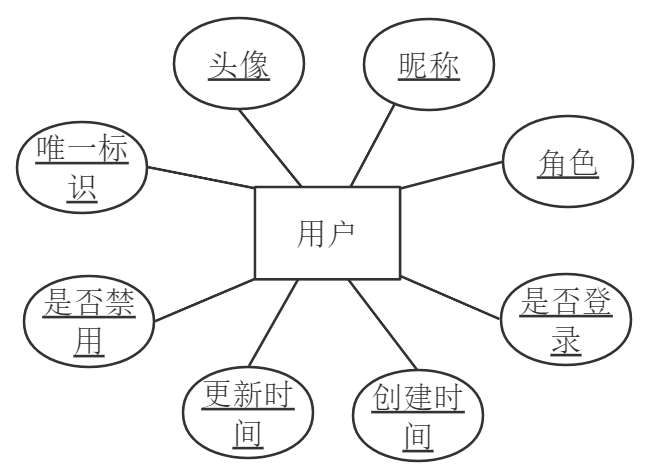 头像
昵称
唯一标
识
角色
用户
是否禁
用
是否登
录
更新时
间
创建时
间